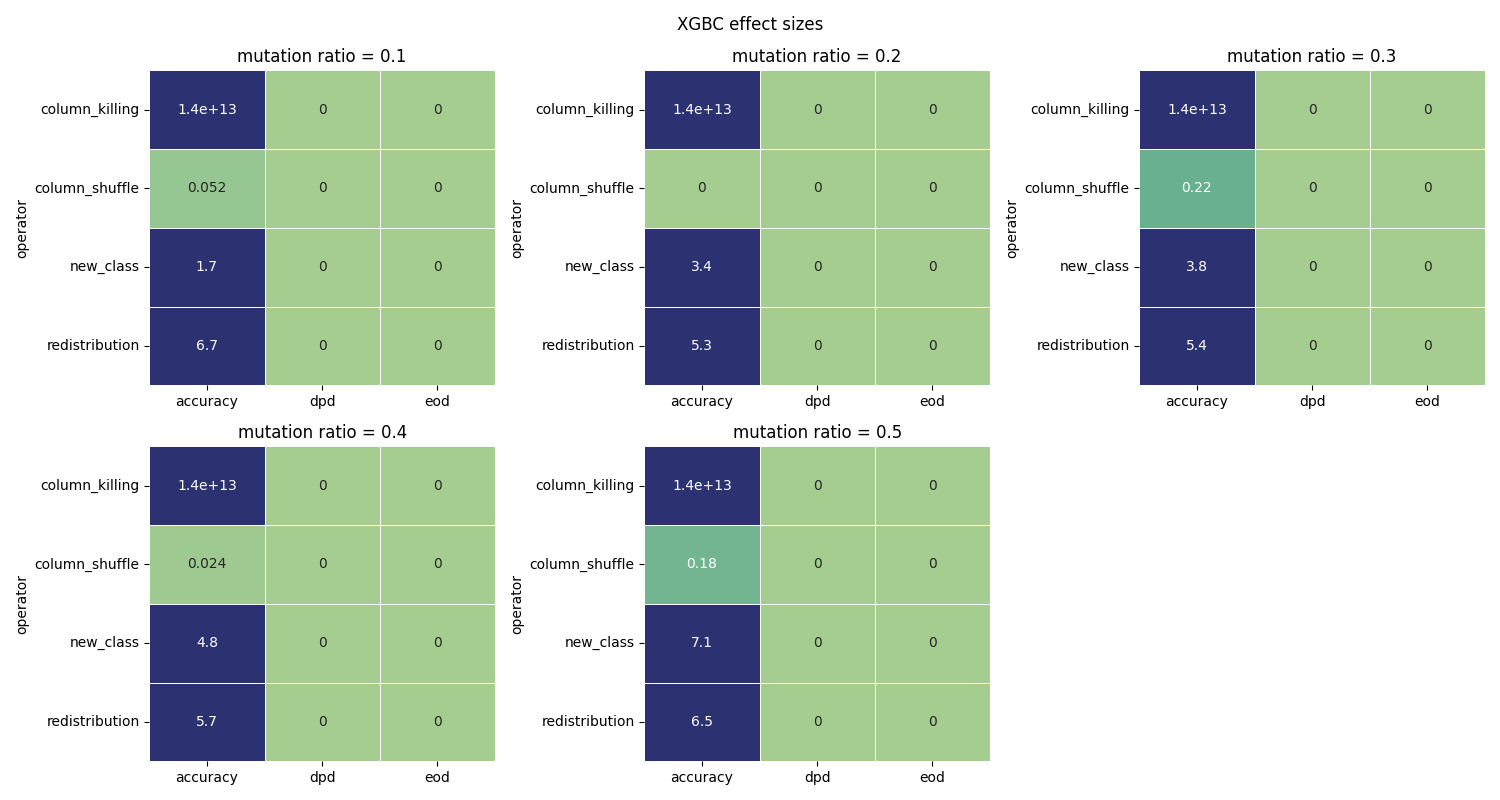 XGBC effect sizes
mutation ratio = 0.1
operator
column_killing 1.4e+13 0 0
column_shuffle 0.052 0 0
new_class 1.7 0 0
redistribution 6.7 0 0
accuracy dpd eod
mutation ratio = 0.2
operator
column_killing 1.4e+13 0 0
column_shuffle 0 0 0
new_class 3.4 0 0
redistribution 5.3 0 0
accuracy dpd eod
mutation ratio = 0.3
operator
column_killing 1.4e+13 0 0
column_shuffle 0.22 0 0
new_class 3.8 0 0
redistribution 5.4 0 0
accuracy dpd eod
mutation ratio = 0.4
operator
column_killing 1.4e+13 0 0
column_shuffle 0.024 0 0
new_class 4.8 0 0
redistribution 5.7 0 0
accuracy dpd eod
mutation ratio = 0.5
operator
column_killing 1.4e+13 0 0
column_shuffle 0.18 0 0
new_class 7.1 0 0
redistribution 6.5 0 0
accuracy dpd eod